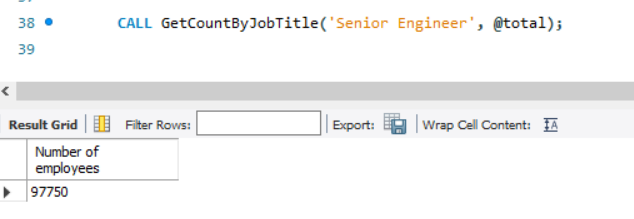 38 CALL GetCountByJobTitle('Senior Engineer', @total);
39
Result Grid Filter Rows: Export: Wrap Cell Content: IA
Number of
employees
97750